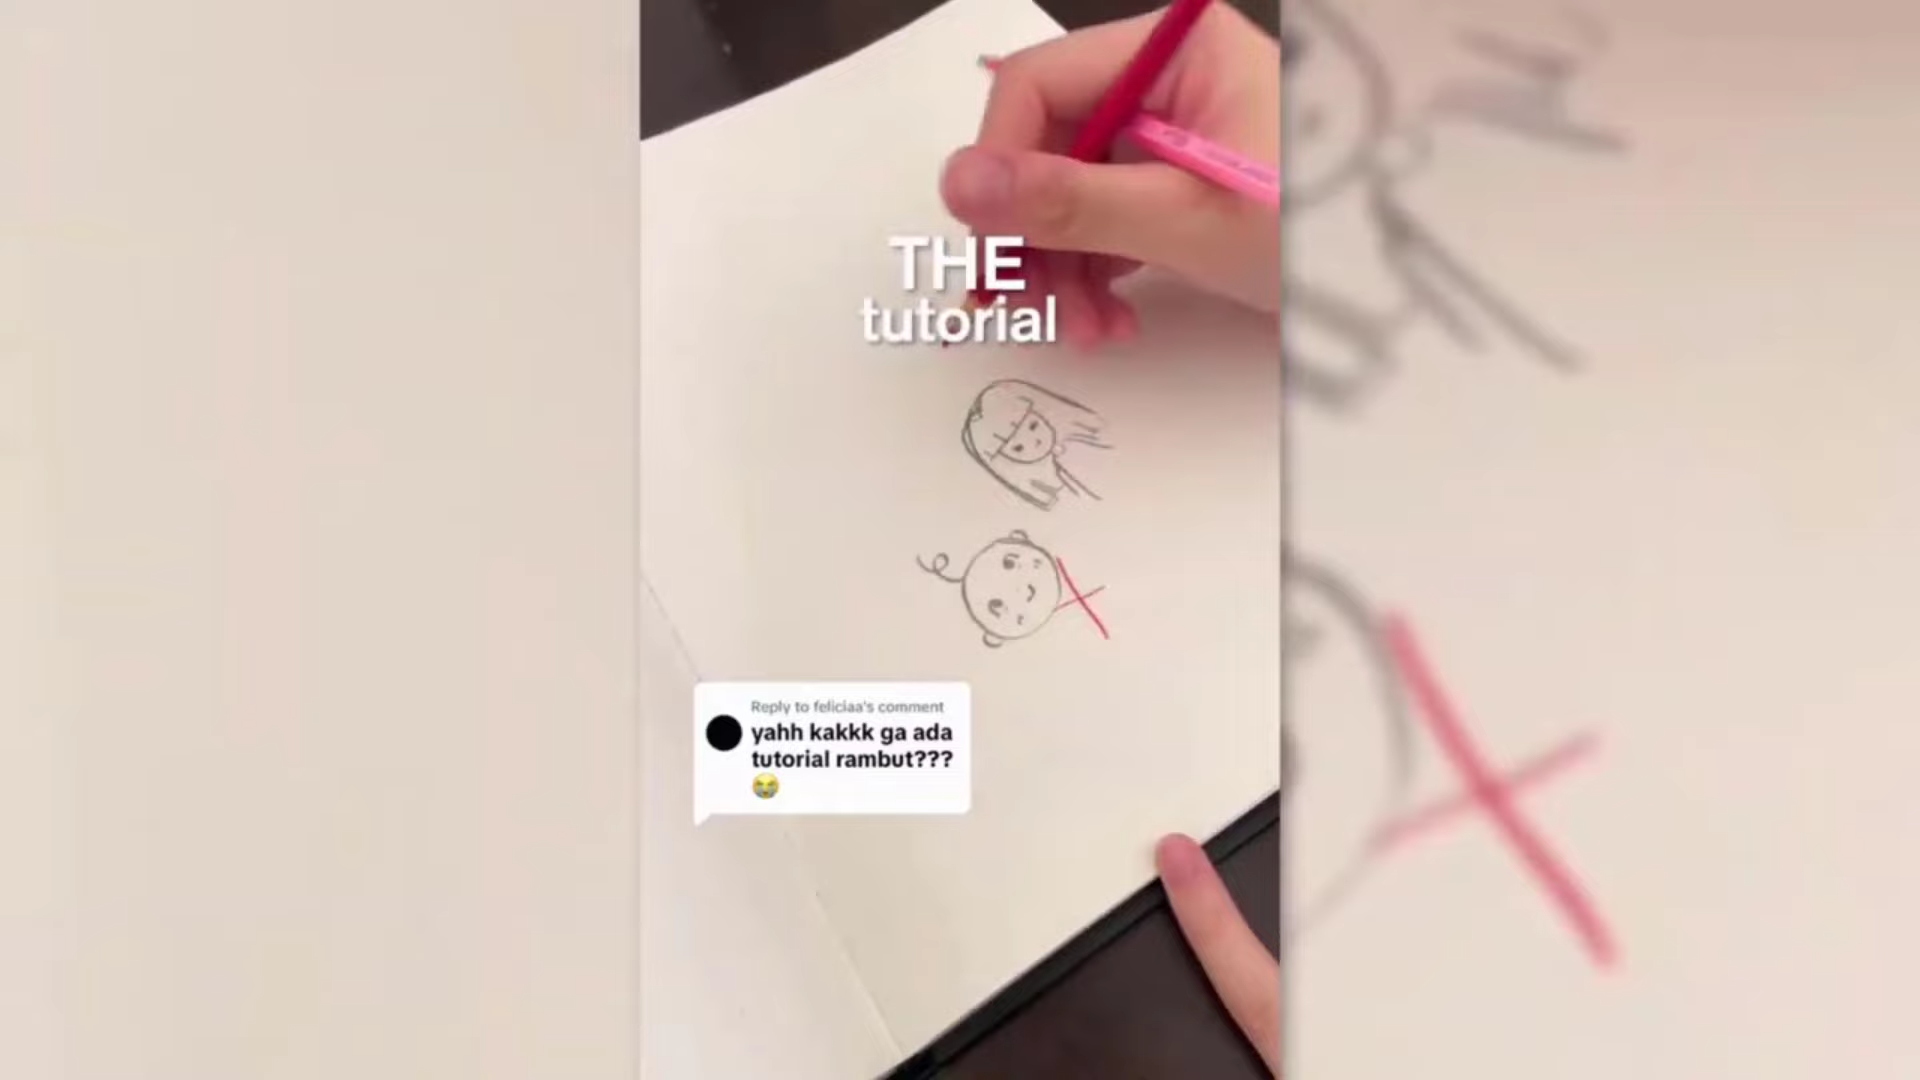 THE
tutorial
Reply to feliciaa's comment
yahh kakkk ga ada
tutorial rambut???
😭